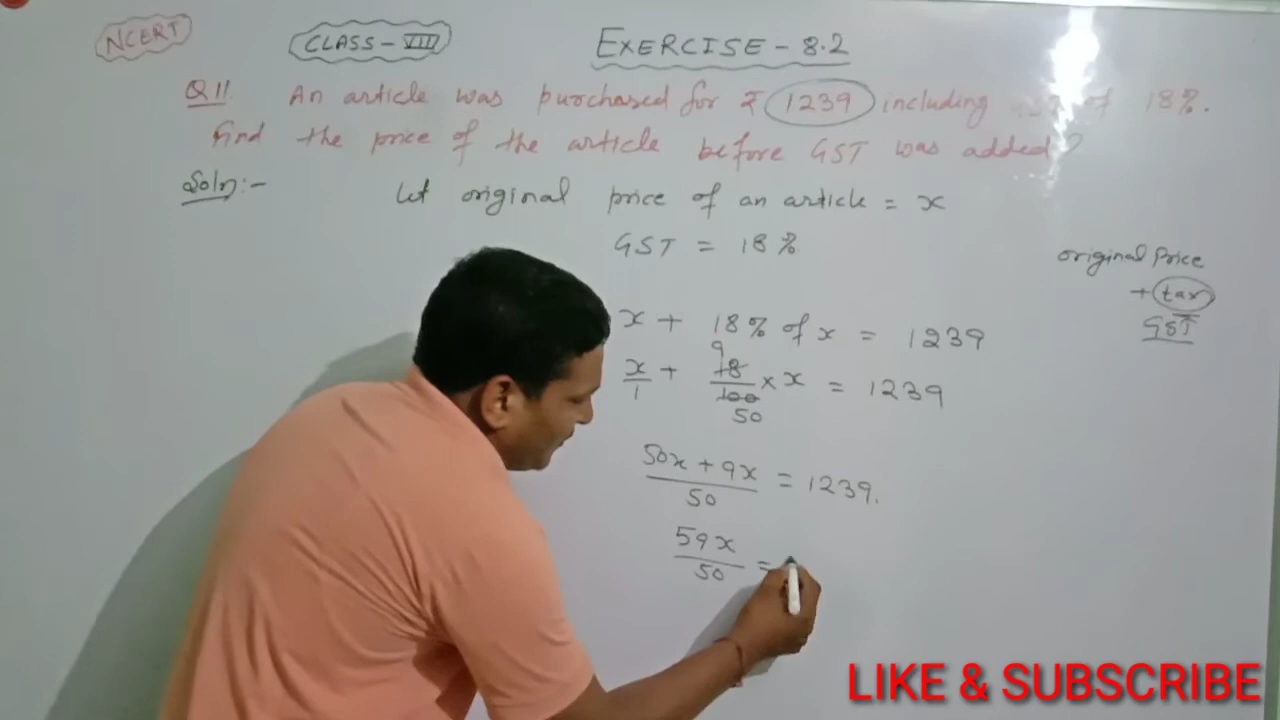 NCERT
CLASS-VIII
EXERCISE - 8.2
Q11. An article was purchased for ₹ 1239 including of 18%.
Find the price of the article before GST was added?
Soln:-
Let original price of an article = x
GST = 18%
original Price
+ tax
GST
x + 18% of x = 1239
9
x/1 + 18/100 × x = 1239
50
50x + 9x / 50 = 1239.
59x / 50 =
LIKE & SUBSCRIBE